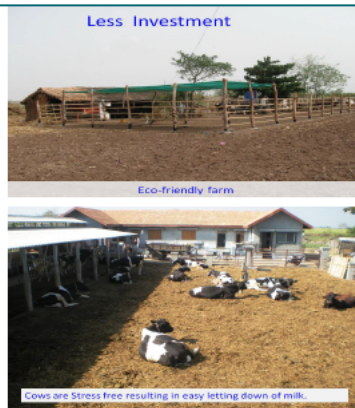 Less Investment
Eco-friendly farm
Cows are Stress free resulting in easy letting down of milk.